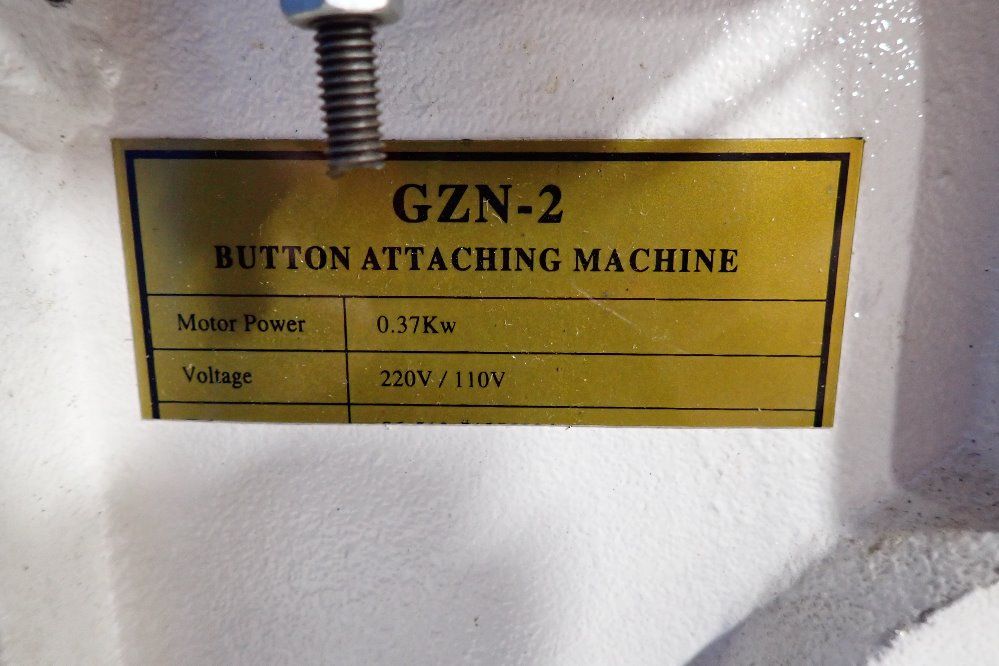 GZN-2
BUTTON ATTACHING MACHINE
Motor Power 0.37Kw
Voltage 220V / 110V